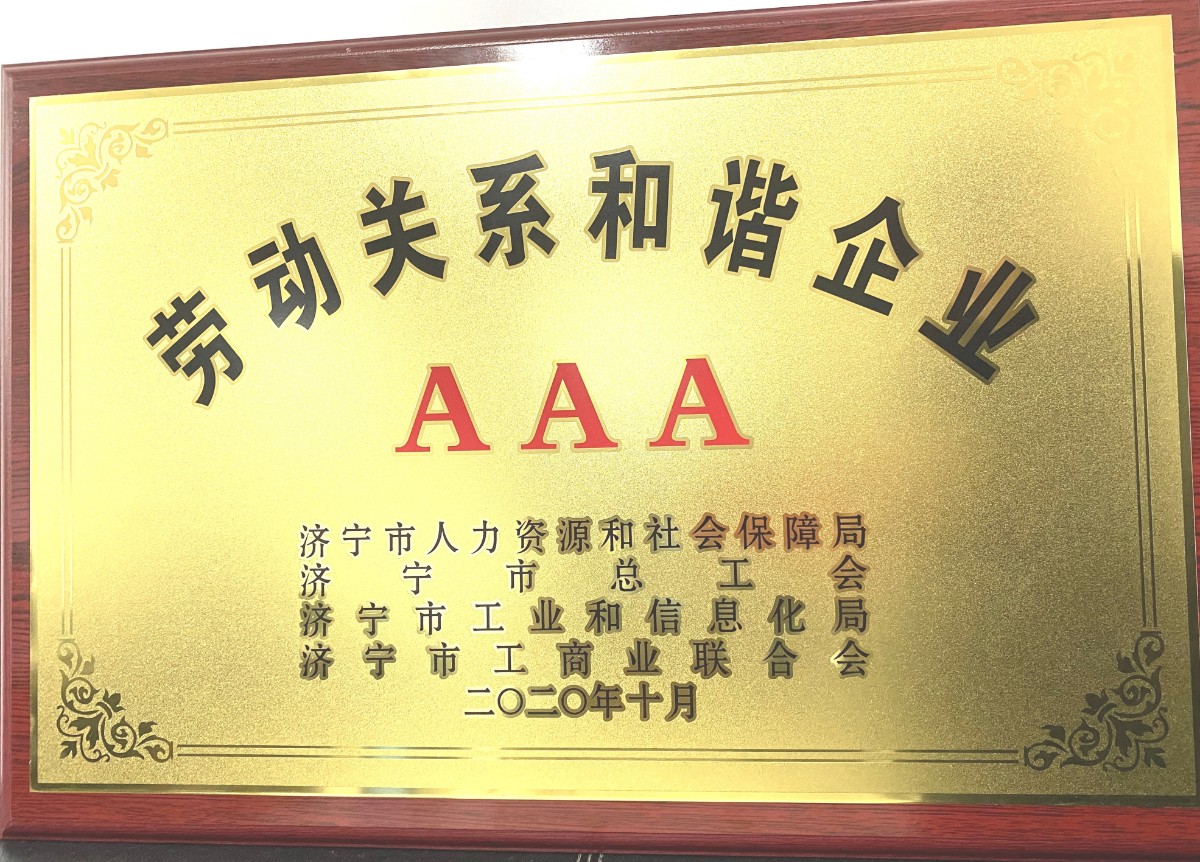 劳动关系和谐企业
AAA
济宁市人力资源和社会保障局
济宁市总工会
济宁市工业和信息化局
济宁市工商业联合会
二〇二〇年十月